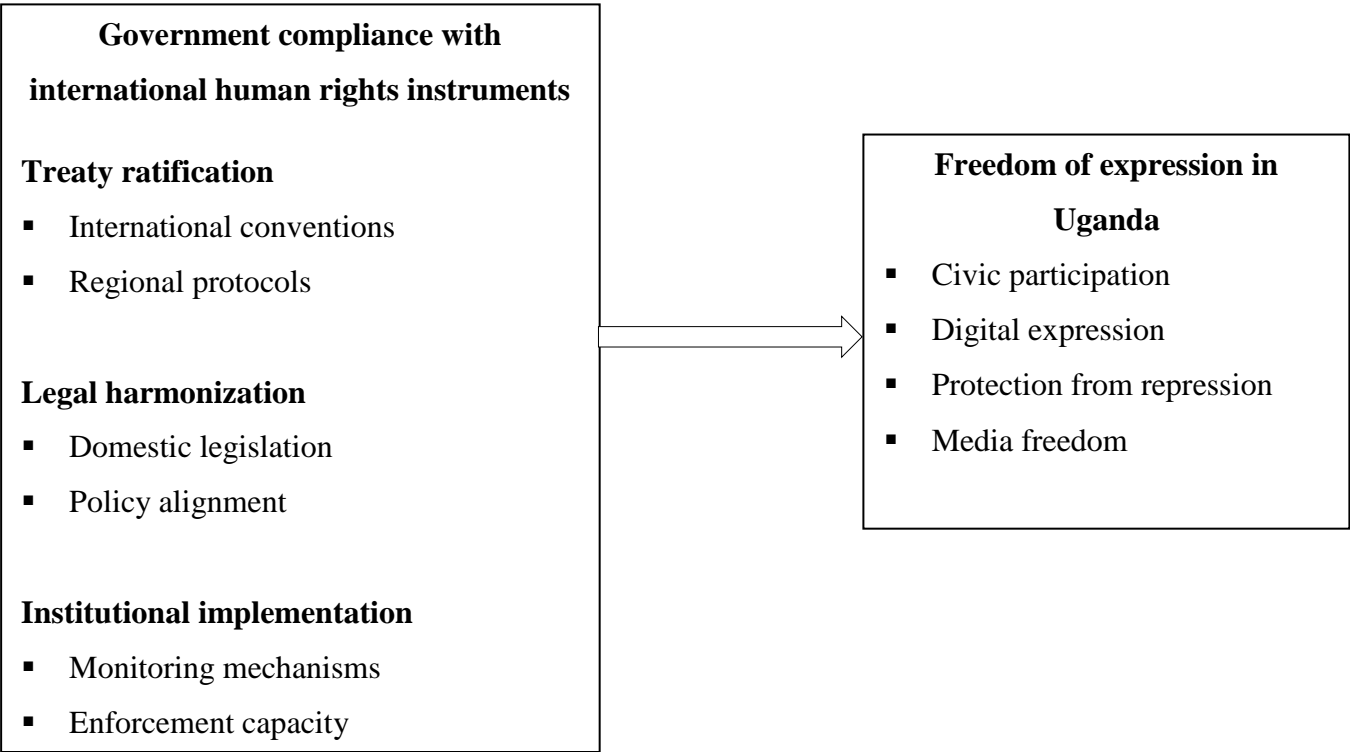 Government compliance with
international human rights instruments
Treaty ratification
▪ International conventions
▪ Regional protocols
Legal harmonization
▪ Domestic legislation
▪ Policy alignment
Institutional implementation
▪ Monitoring mechanisms
▪ Enforcement capacity
Freedom of expression in
Uganda
▪ Civic participation
▪ Digital expression
▪ Protection from repression
▪ Media freedom